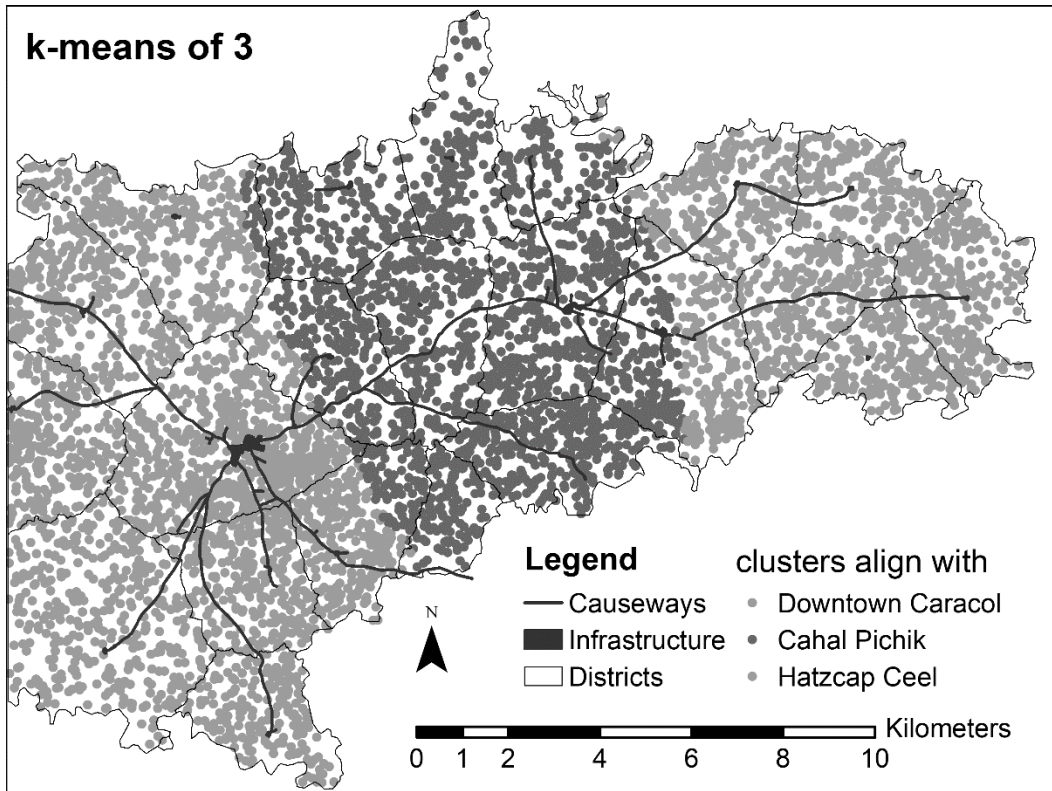 k-means of 3
Legend
clusters align with
Causeways
Downtown Caracol
Infrastructure
Cahal Pichik
Districts
Hatzcap Ceel
N
Kilometers
0 1 2 4 6 8 10